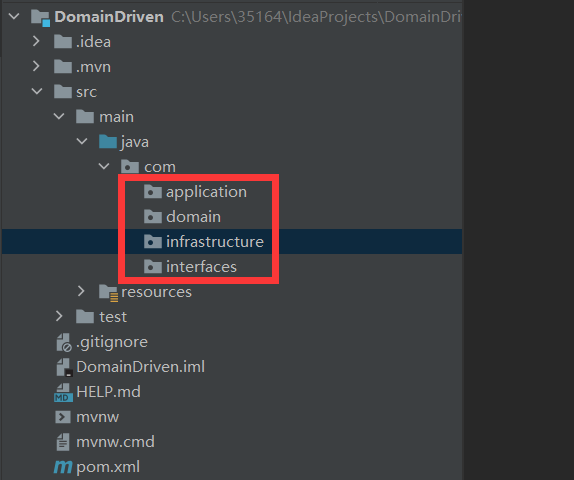 DomainDriven C:\Users\35164\IdeaProjects\DomainDri
.idea
.mvn
src
main
java
com
application
domain
infrastructure
interfaces
resources
test
.gitignore
DomainDriven.iml
MD HELP.md
mvnw
mvnw.cmd
m pom.xml